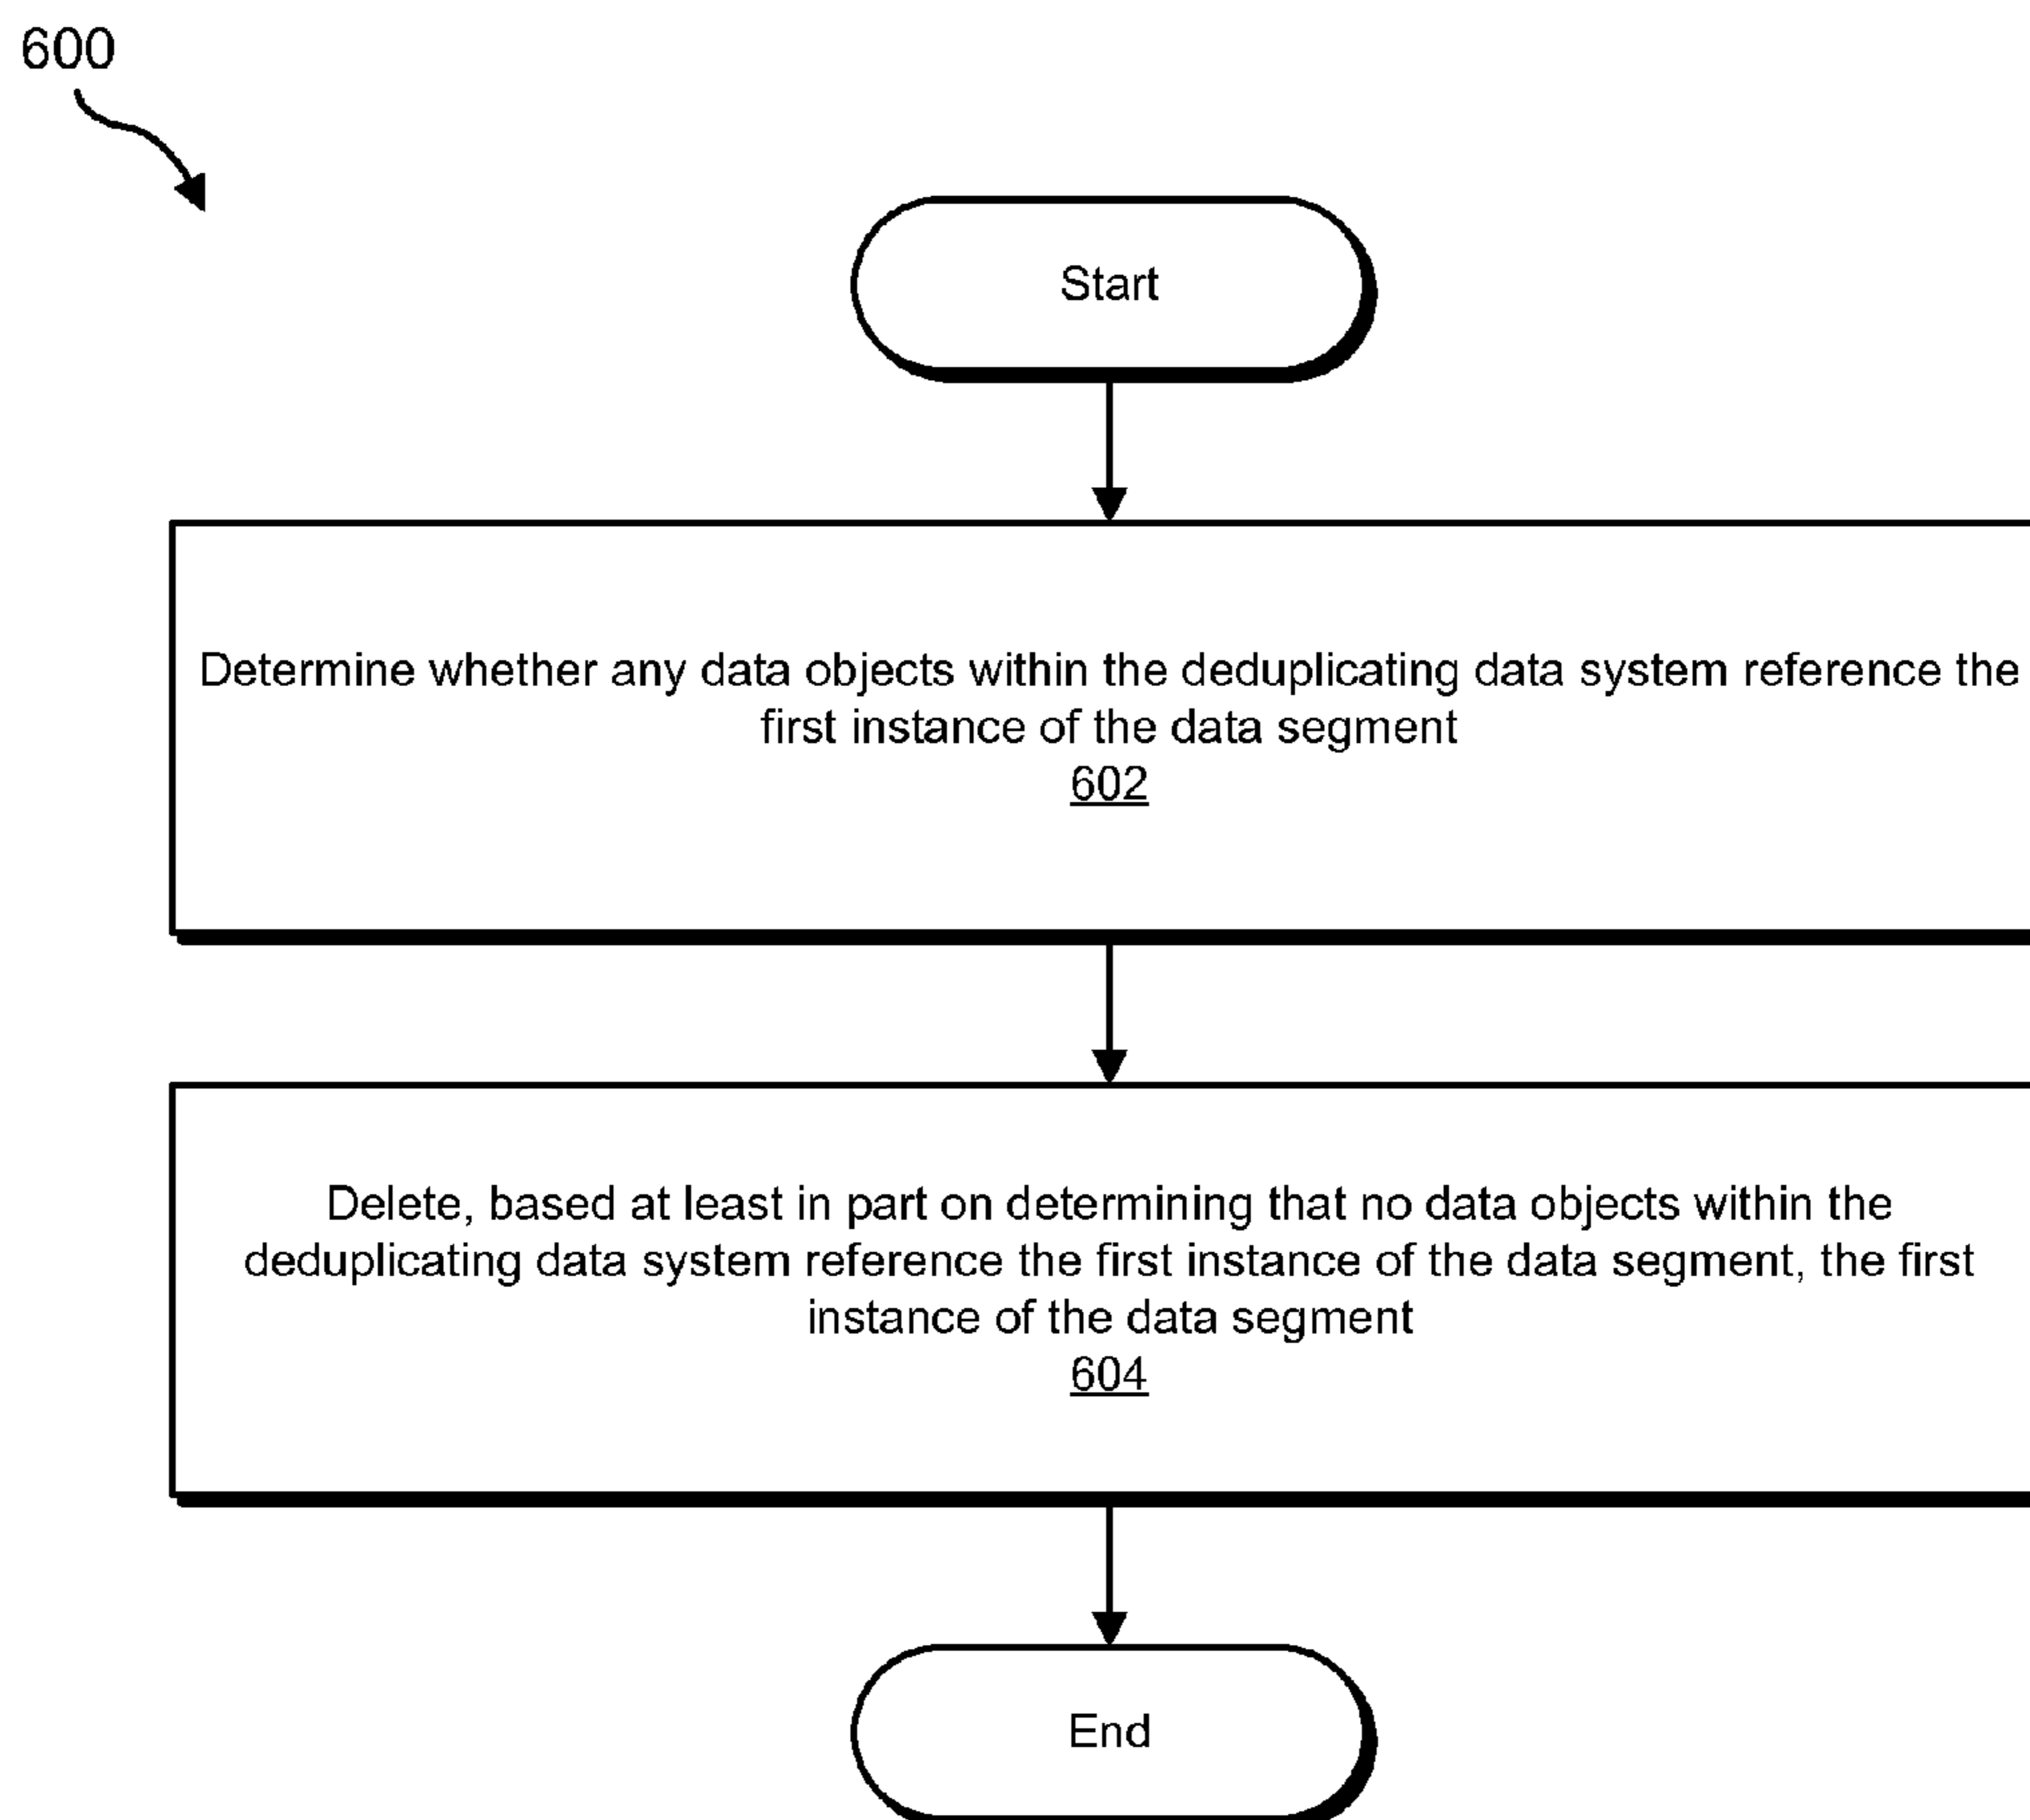 600
Start
Determine whether any data objects within the deduplicating data system reference the
first instance of the data segment
602
Delete, based at least in part on determining that no data objects within the
deduplicating data system reference the first instance of the data segment, the first
instance of the data segment
604
End